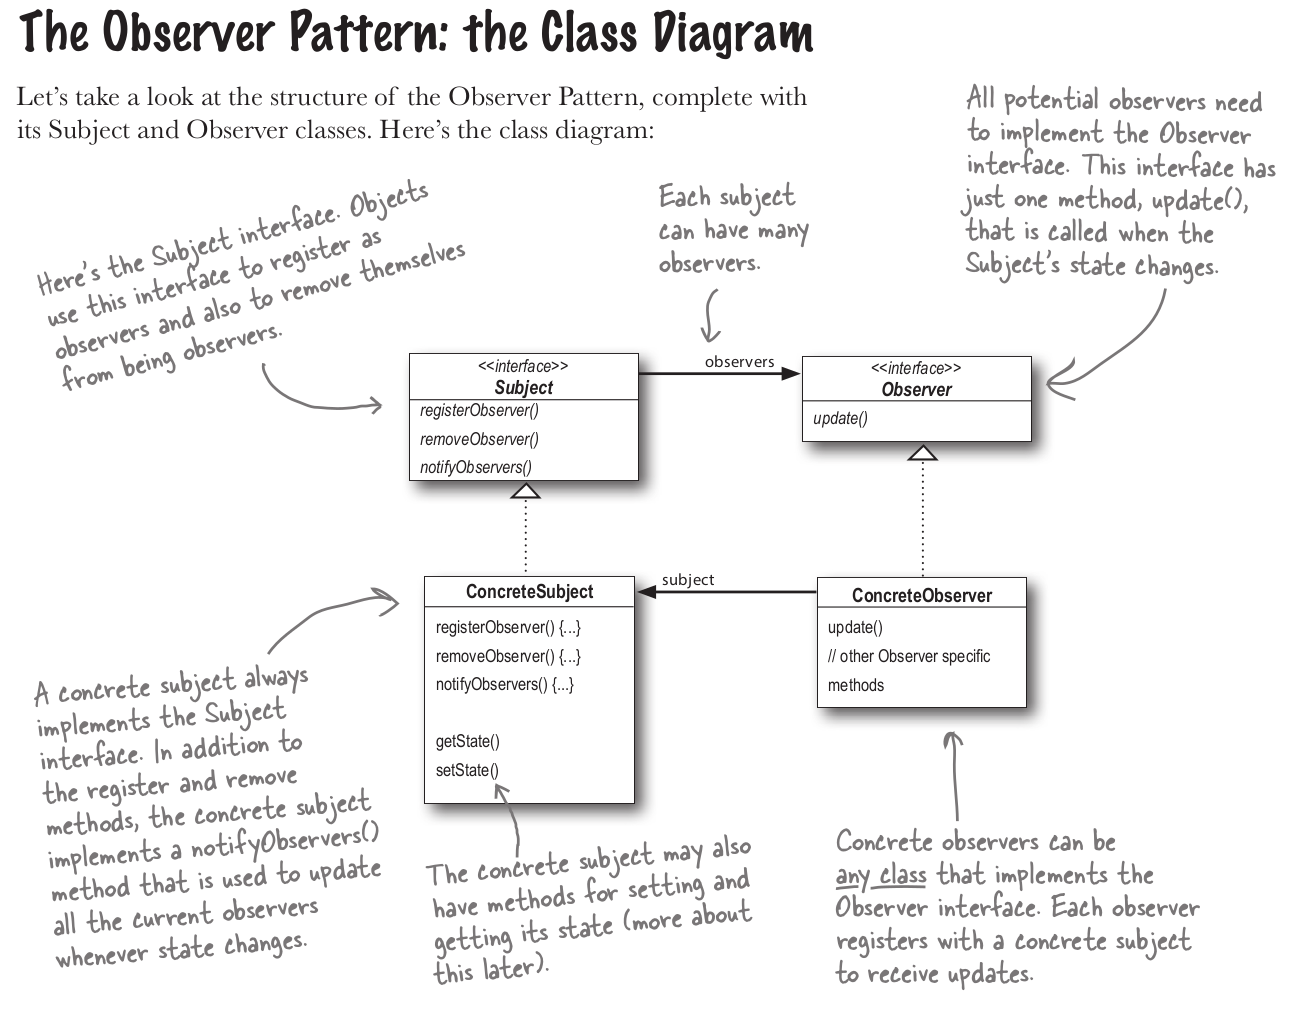 The Observer Pattern: the Class Diagram
Let's take a look at the structure of the Observer Pattern, complete with
its Subject and Observer classes. Here's the class diagram:
Here's the Subject interface. Objects
use this interface to register as
observers and also to remove themselves
from being observers.
Each subject
can have many
observers.
All potential observers need
to implement the Observer
interface. This interface has
just one method, update(),
that is called when the
Subject's state changes.
<<interface>>
Subject
registerObserver()
removeObserver()
notifyObservers()
observers
<<interface>>
Observer
update()
ConcreteSubject
registerObserver() {...}
removeObserver() {...}
notifyObservers() {...}
getState()
setState()
subject
ConcreteObserver
update()
// other Observer specific
methods
A concrete subject always
implements the Subject
interface. In addition to
the register and remove
methods, the concrete subject
implements a notifyObservers()
method that is used to update
all the current observers
whenever state changes.
The concrete subject may also
have methods for setting and
getting its state (more about
this later).
Concrete observers can be
any class that implements the
Observer interface. Each observer
registers with a concrete subject
to receive updates.